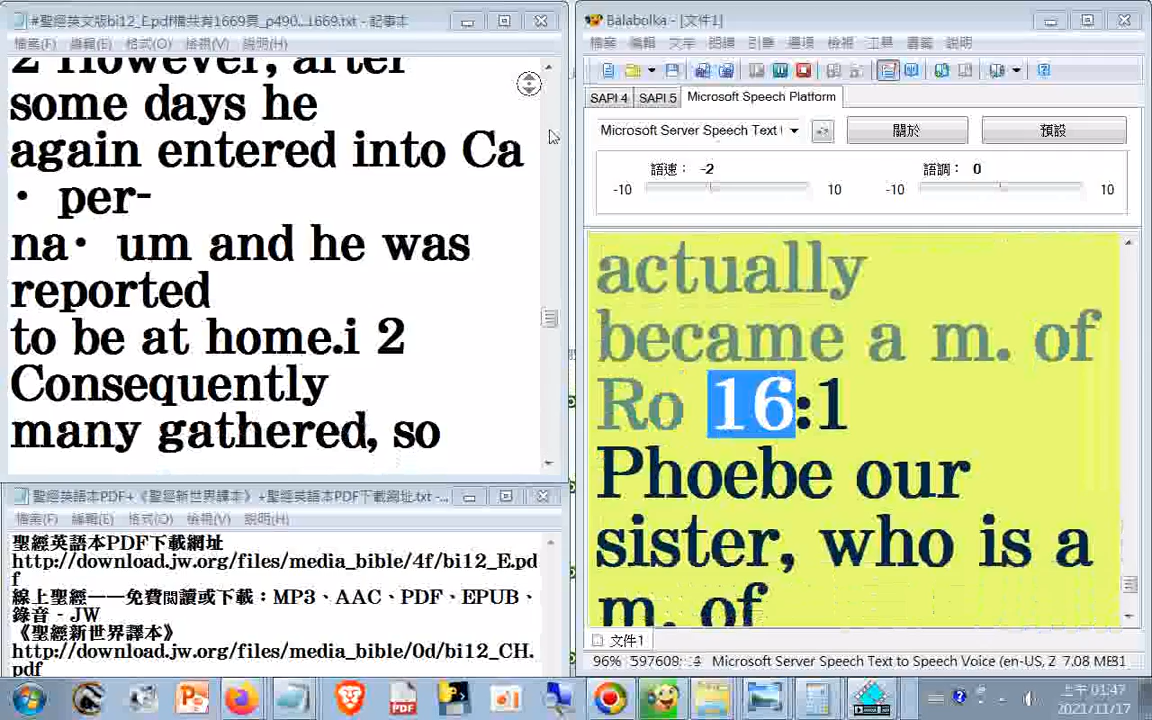 #聖經英文版bi12_E.pdf檔共有1669頁_p490...1669.txt - 記事本
檔案(F) 編輯(E) 格式(O) 檢視(V) 說明(H)
2 However, after
some days he
again entered into Ca
· per-
na· um and he was
reported
to be at home.i 2
Consequently
many gathered, so
聖經英語本PDF+《聖經新世界譯本》+聖經英語本PDF下載網址.txt -...
檔案(F) 編輯(E) 格式(O) 檢視(V) 說明(H)
聖經英語本PDF下載網址
http://download.jw.org/files/media_bible/4f/bi12_E.pd
f
線上聖經——免費閱讀或下載：MP3、AAC、PDF、EPUB、
錄音 - JW
《聖經新世界譯本》
http://download.jw.org/files/media_bible/0d/bi12_CH.
pdf
Balabolka - [文件1]
檔案 編輯 文字 朗讀 引擎 選項 檢視 工具 書籤 說明
SAPI 4 SAPI 5 Microsoft Speech Platform
Microsoft Server Speech Text 關於 預設
語速： -2 語調： 0
-10 10 -10 10
actually
became a m. of
Ro 16:1
Phoebe our
sister, who is a
m. of
文件1
96% Microsoft Server Speech Text to Speech Voice (en-US, Z 7.08 MB
上午 01:47
2021/11/17